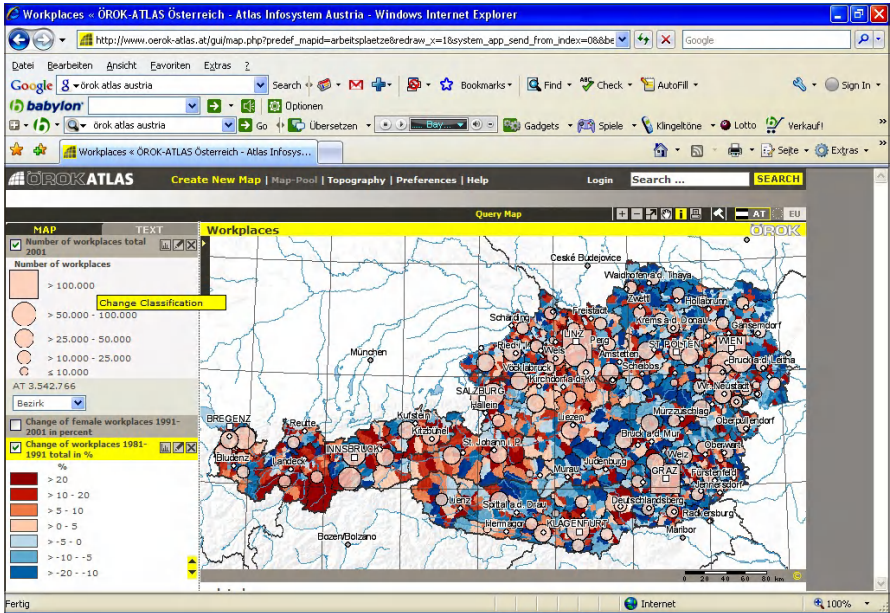 Workplaces « ÖROK-ATLAS Österreich - Atlas Infosystem Austria - Windows Internet Explorer
http://www.oerok-atlas.at/gui/map.php?predef_mapid=arbeitsplaetze&redraw_x=1&system_app_send_from_index=0&&be
Google
Datei Bearbeiten Ansicht Favoriten Extras ?
Google örok atlas austria Search Bookmarks Find Check AutoFill Sign In
babylon Optionen
örok atlas austria Go Übersetzen Bay... Gadgets Spiele Klingeltöne Lotto Verkauf! »
Workplaces « ÖROK-ATLAS Österreich - Atlas Infosys... Seite Extras »
ÖROK ATLAS Create New Map | Map-Pool | Topography | Preferences | Help Login Search ... SEARCH
Query Map AT EU
MAP TEXT Workplaces ÖROK
Number of workplaces total
2001
Number of workplaces
> 100.000
Change Classification
> 50.000 - 100.000
> 25.000 - 50.000
> 10.000 - 25.000
≤ 10.000
AT 3.542.766
Bezirk
Change of female workplaces 1991-
2001 in percent
Change of workplaces 1981-
1991 total in %
%
> 20
> 10 - 20
> 5 - 10
> 0 - 5
> -5 - 0
> -10 - -5
> -20 - -10
Ceské Budejovice
Waidhofen a.d. Thaya
Zwettl
Hollabrunn
Schärding
Freistadt
Krems a.d. Donau
Gänserndorf
LINZ
Ried i. I.
Wels
Perg
ST. PÖLTEN
WIEN
München
Amstetten
Bruck a.d. Leitha
Vöcklabruck
Scheibbs
Kirchdorf a.d. K.
Wr. Neustadt
SALZBURG
Hallein
Liezen
Mürzzuschlag
Oberpullendorf
BREGENZ
Reutte
Kufstein
Kitzbühel
Bruck a.d. Mur
Oberwart
Bludenz
Landeck
INNSBRUCK
St. Johann i. P.
Murau
Judenburg
Weiz
GRAZ
Fürstenfeld
Jennersdorf
Lienz
Spittal a.d. Drau
Deutschlandsberg
Radkersburg
Hermagor
KLAGENFURT
Maribor
Bozen/Bolzano
0 20 40 60 80 km
Fertig Internet 100%